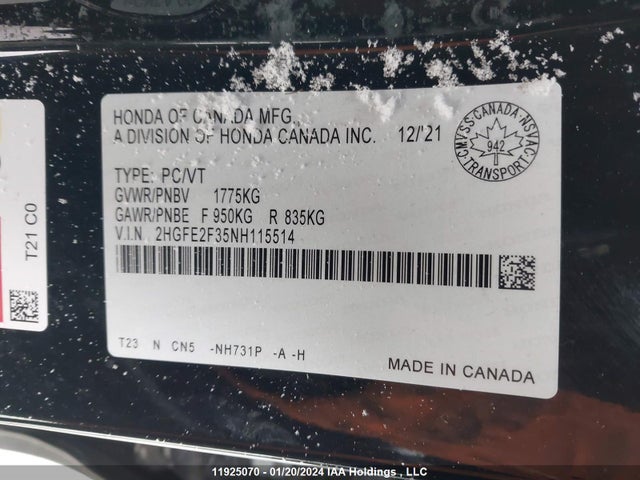 HONDA OF CANADA MFG.,
A DIVISION OF HONDA CANADA INC. 12/'21
CMVSS·CANADA·NSVAC
942
TRANSPORT
TYPE: PC/VT
GVWR/PNBV 1775KG
GAWR/PNBE F 950KG R 835KG
V.I.N 2HGFE2F35NH115514
T23 N CN5 -NH731P -A -H
MADE IN CANADA
T21 C0
11925070 - 01/20/2024 IAA Holdings , LLC